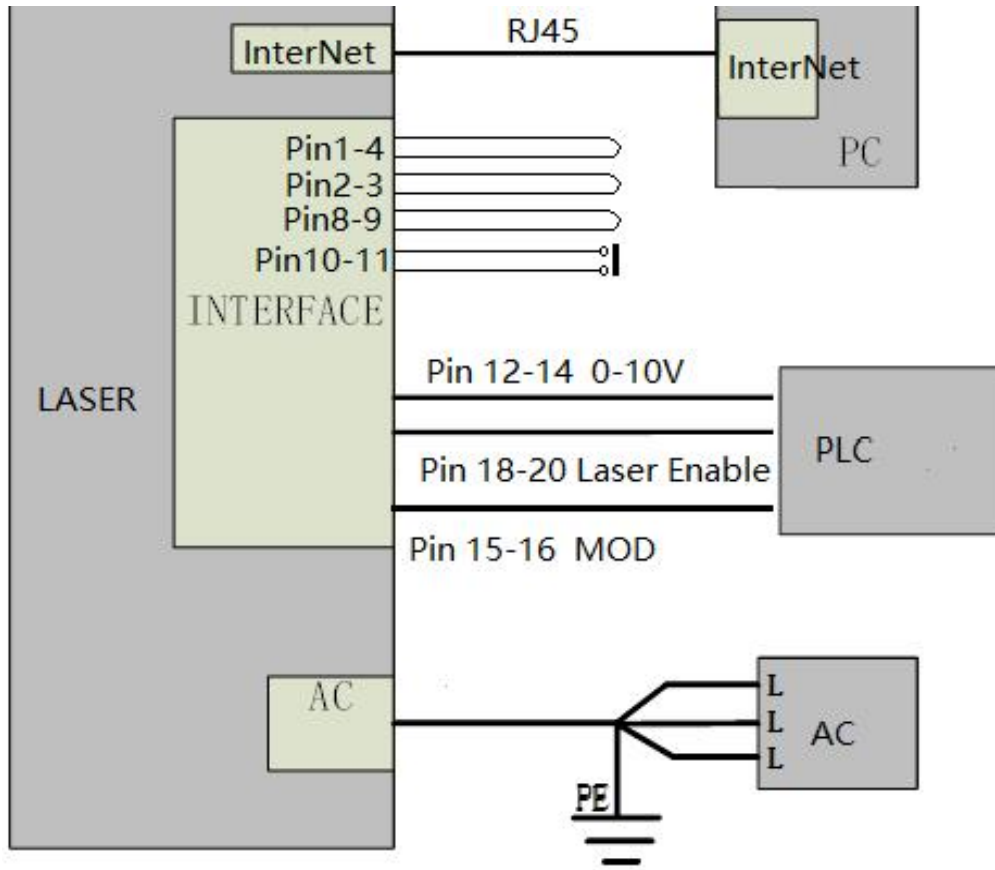 RJ45
InterNet
InterNet
PC
Pin1-4
Pin2-3
Pin8-9
Pin10-11
INTERFACE
LASER
Pin 12-14 0-10V
PLC
Pin 18-20 Laser Enable
Pin 15-16 MOD
AC
L
L
AC
L
PE